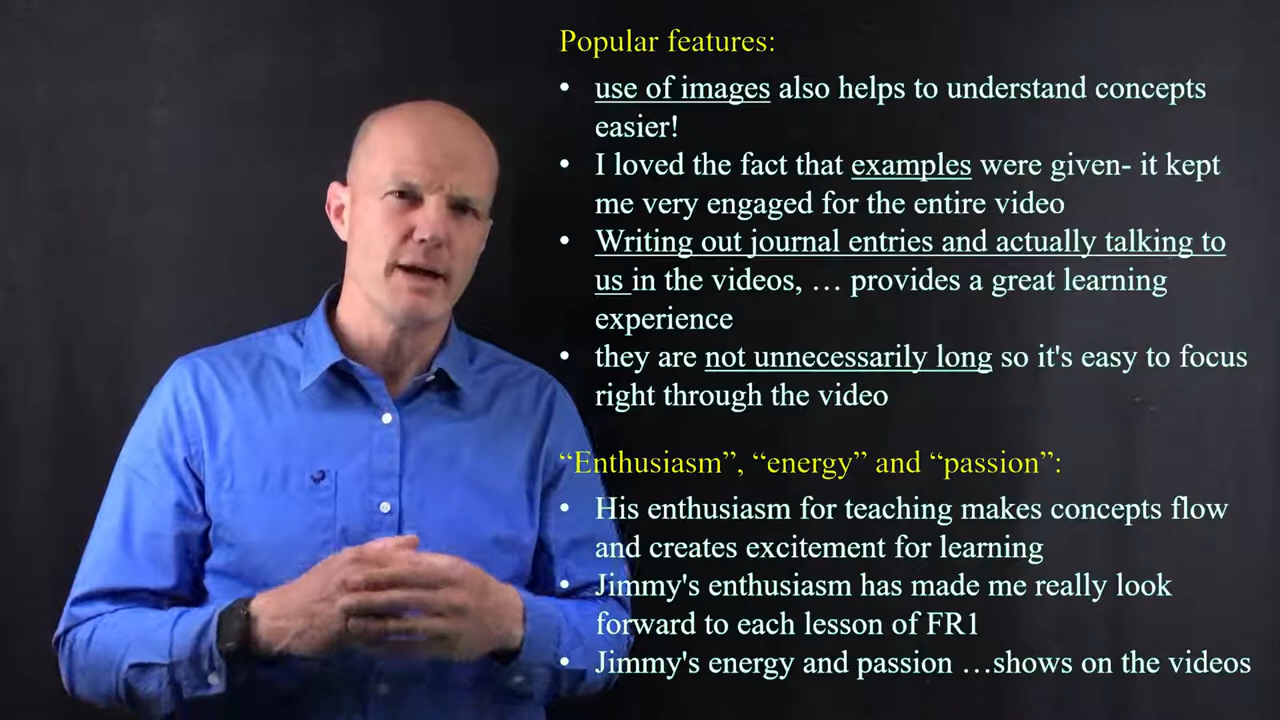 Popular features:
• use of images also helps to understand concepts
easier!
• I loved the fact that examples were given- it kept
me very engaged for the entire video
• Writing out journal entries and actually talking to
us in the videos, … provides a great learning
experience
• they are not unnecessarily long so it's easy to focus
right through the video
“Enthusiasm”, “energy” and “passion”:
• His enthusiasm for teaching makes concepts flow
and creates excitement for learning
• Jimmy's enthusiasm has made me really look
forward to each lesson of FR1
• Jimmy's energy and passion …shows on the videos